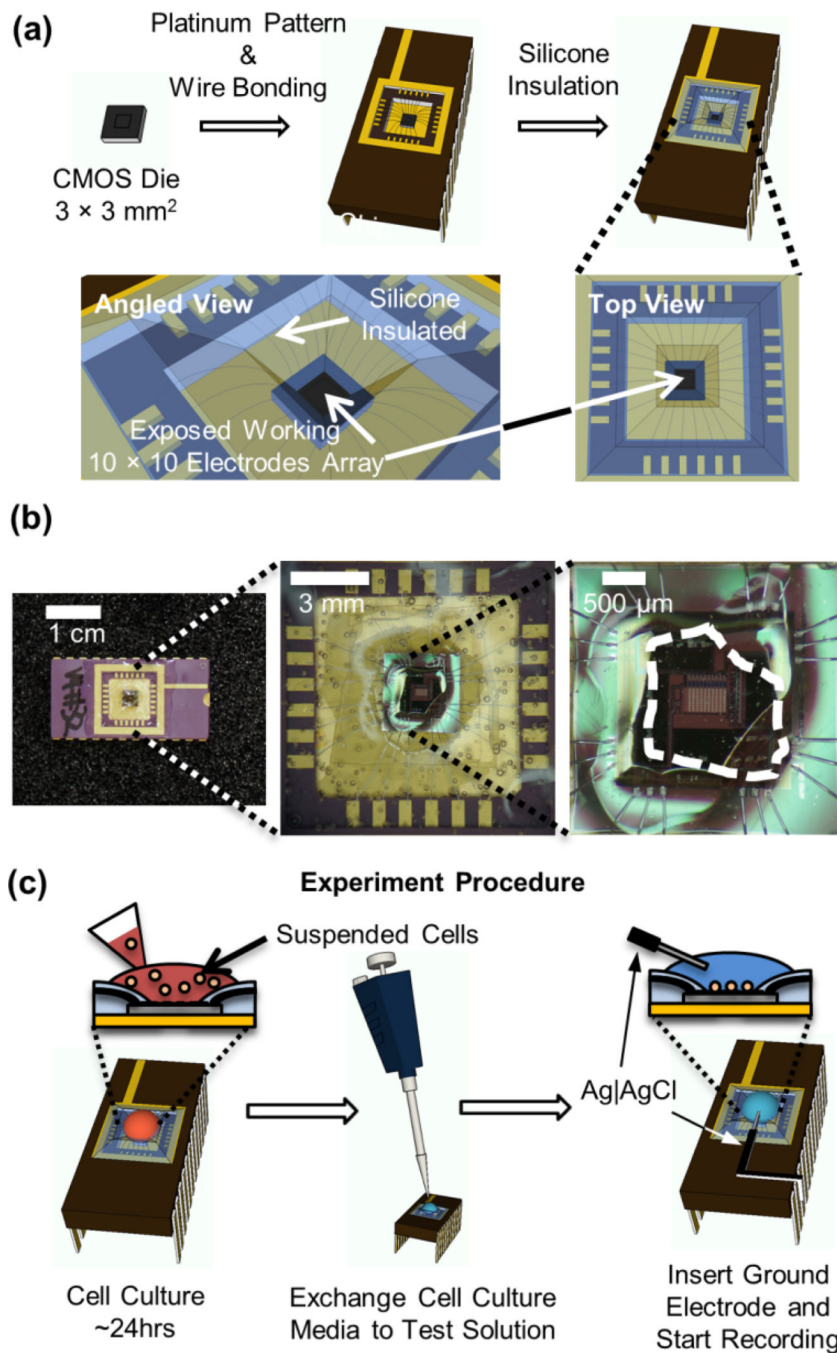 (a)
Platinum Pattern
&
Wire Bonding
Silicone
Insulation
CMOS Die
3 × 3 mm²
Angled View
Silicone
Insulated
Exposed Working
10 × 10 Electrodes Array
Top View
(b)
1 cm
3 mm
500 µm
(c)
Experiment Procedure
Suspended Cells
Ag|AgCl
Cell Culture
~24hrs
Exchange Cell Culture
Media to Test Solution
Insert Ground
Electrode and
Start Recording